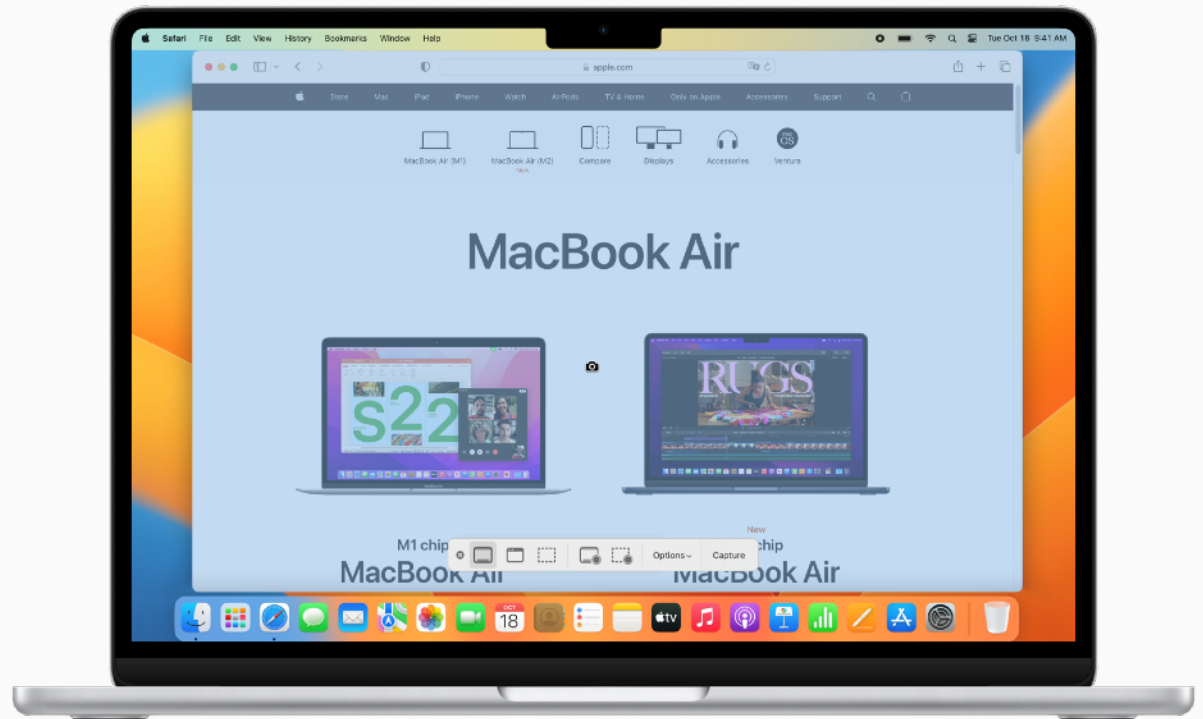 Safari File Edit View History Bookmarks Window Help
Tue Oct 18 9:41 AM
apple.com
Store Mac iPad iPhone Watch AirPods TV & Home Only on Apple Accessories Support
MacBook Air (M1) MacBook Air (M2) Compare Displays Accessories Ventura
New
MacBook Air
S22
RUGS
New
M1 chip
chip
MacBook Air
MacBook Air
Options Capture
OCT
18
tv